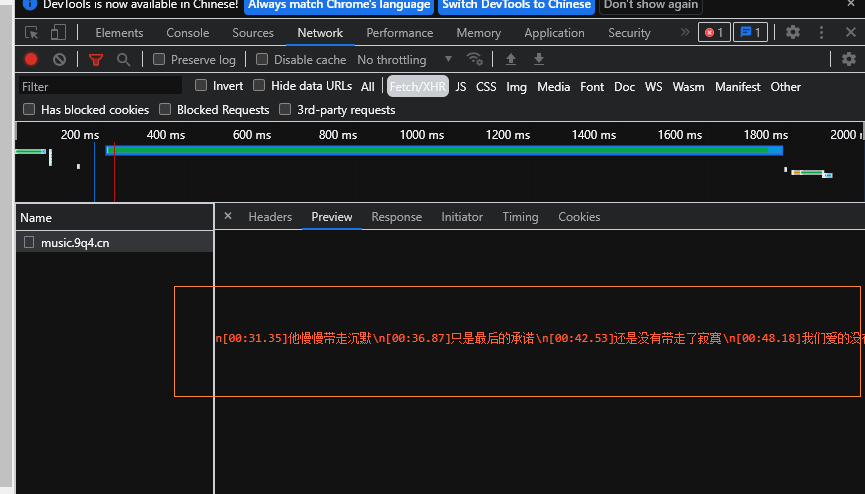 DevTools is now available in Chinese! Always match Chrome's language Switch DevTools to Chinese Don't show again
Elements Console Sources Network Performance Memory Application Security » 1 1
Preserve log Disable cache No throttling
Filter Invert Hide data URLs All Fetch/XHR JS CSS Img Media Font Doc WS Wasm Manifest Other
Has blocked cookies Blocked Requests 3rd-party requests
200 ms 400 ms 600 ms 800 ms 1000 ms 1200 ms 1400 ms 1600 ms 1800 ms 2000
Name × Headers Preview Response Initiator Timing Cookies
music.9q4.cn
n[00:31.35]他慢慢带走沉默\n[00:36.87]只是最后的承诺\n[00:42.53]还是没有带走了寂寞\n[00:48.18]我们爱的没